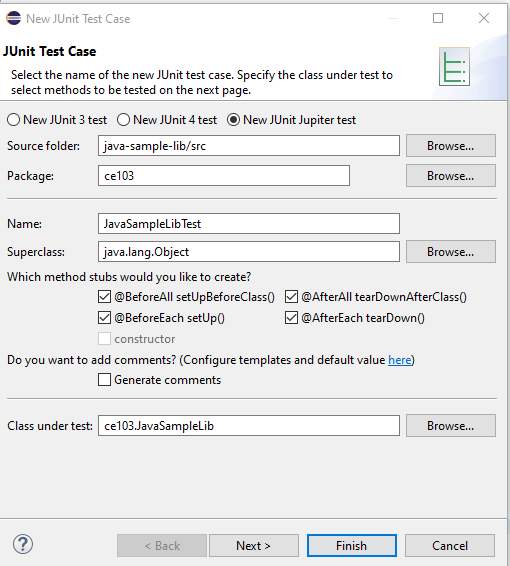 New JUnit Test Case
JUnit Test Case
Select the name of the new JUnit test case. Specify the class under test to
select methods to be tested on the next page.
New JUnit 3 test New JUnit 4 test New JUnit Jupiter test
Source folder: java-sample-lib/src Browse...
Package: ce103 Browse...
Name: JavaSampleLibTest
Superclass: java.lang.Object Browse...
Which method stubs would you like to create?
@BeforeAll setUpBeforeClass() @AfterAll tearDownAfterClass()
@BeforeEach setUp() @AfterEach tearDown()
constructor
Do you want to add comments? (Configure templates and default value here)
Generate comments
Class under test: ce103.JavaSampleLib Browse...
? < Back Next > Finish Cancel